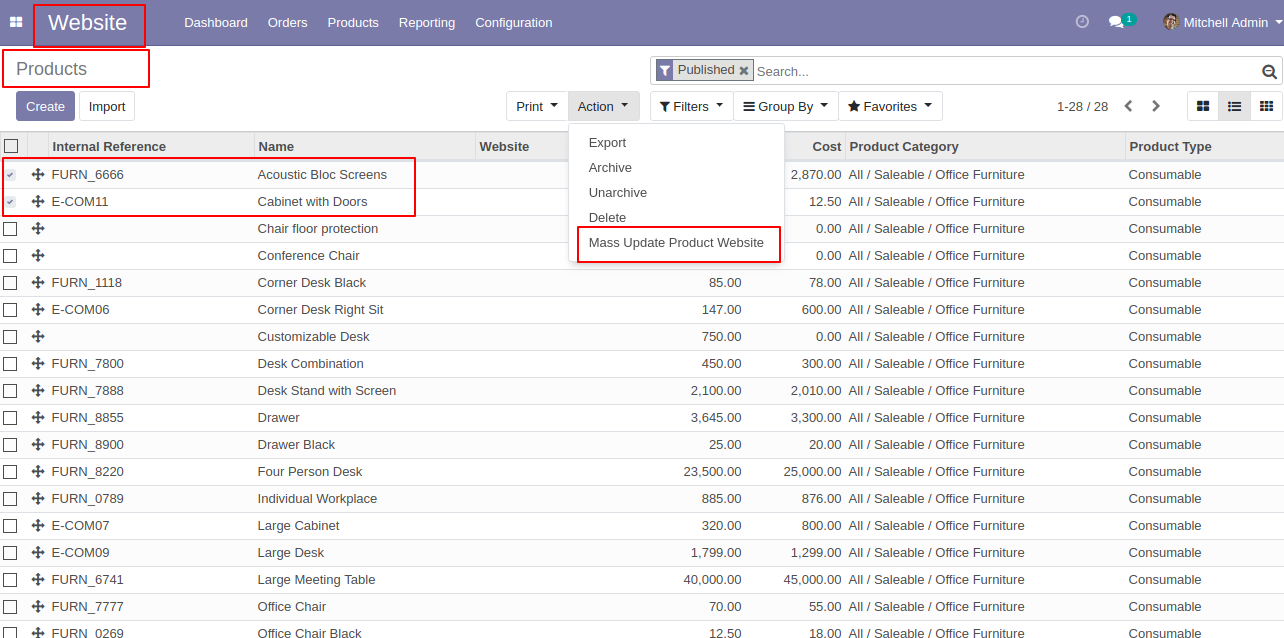 Website Dashboard Orders Products Reporting Configuration 1 Mitchell Admin
Products Published Search...
Create Import Print Action Filters Group By Favorites 1-28 / 28
Internal Reference Name Website Cost Product Category Product Type
Export
Archive
Unarchive
Delete
Mass Update Product Website
FURN_6666 Acoustic Bloc Screens 2,870.00 All / Saleable / Office Furniture Consumable
E-COM11 Cabinet with Doors 12.50 All / Saleable / Office Furniture Consumable
Chair floor protection 0.00 All / Saleable / Office Furniture Consumable
Conference Chair 0.00 All / Saleable / Office Furniture Consumable
FURN_1118 Corner Desk Black 85.00 78.00 All / Saleable / Office Furniture Consumable
E-COM06 Corner Desk Right Sit 147.00 600.00 All / Saleable / Office Furniture Consumable
Customizable Desk 750.00 0.00 All / Saleable / Office Furniture Consumable
FURN_7800 Desk Combination 450.00 300.00 All / Saleable / Office Furniture Consumable
FURN_7888 Desk Stand with Screen 2,100.00 2,010.00 All / Saleable / Office Furniture Consumable
FURN_8855 Drawer 3,645.00 3,300.00 All / Saleable / Office Furniture Consumable
FURN_8900 Drawer Black 25.00 20.00 All / Saleable / Office Furniture Consumable
FURN_8220 Four Person Desk 23,500.00 25,000.00 All / Saleable / Office Furniture Consumable
FURN_0789 Individual Workplace 885.00 876.00 All / Saleable / Office Furniture Consumable
E-COM07 Large Cabinet 320.00 800.00 All / Saleable / Office Furniture Consumable
E-COM09 Large Desk 1,799.00 1,299.00 All / Saleable / Office Furniture Consumable
FURN_6741 Large Meeting Table 40,000.00 45,000.00 All / Saleable / Office Furniture Consumable
FURN_7777 Office Chair 70.00 55.00 All / Saleable / Office Furniture Consumable
FURN_0269 Office Chair Black 12.50 18.00 All / Saleable / Office Furniture Consumable